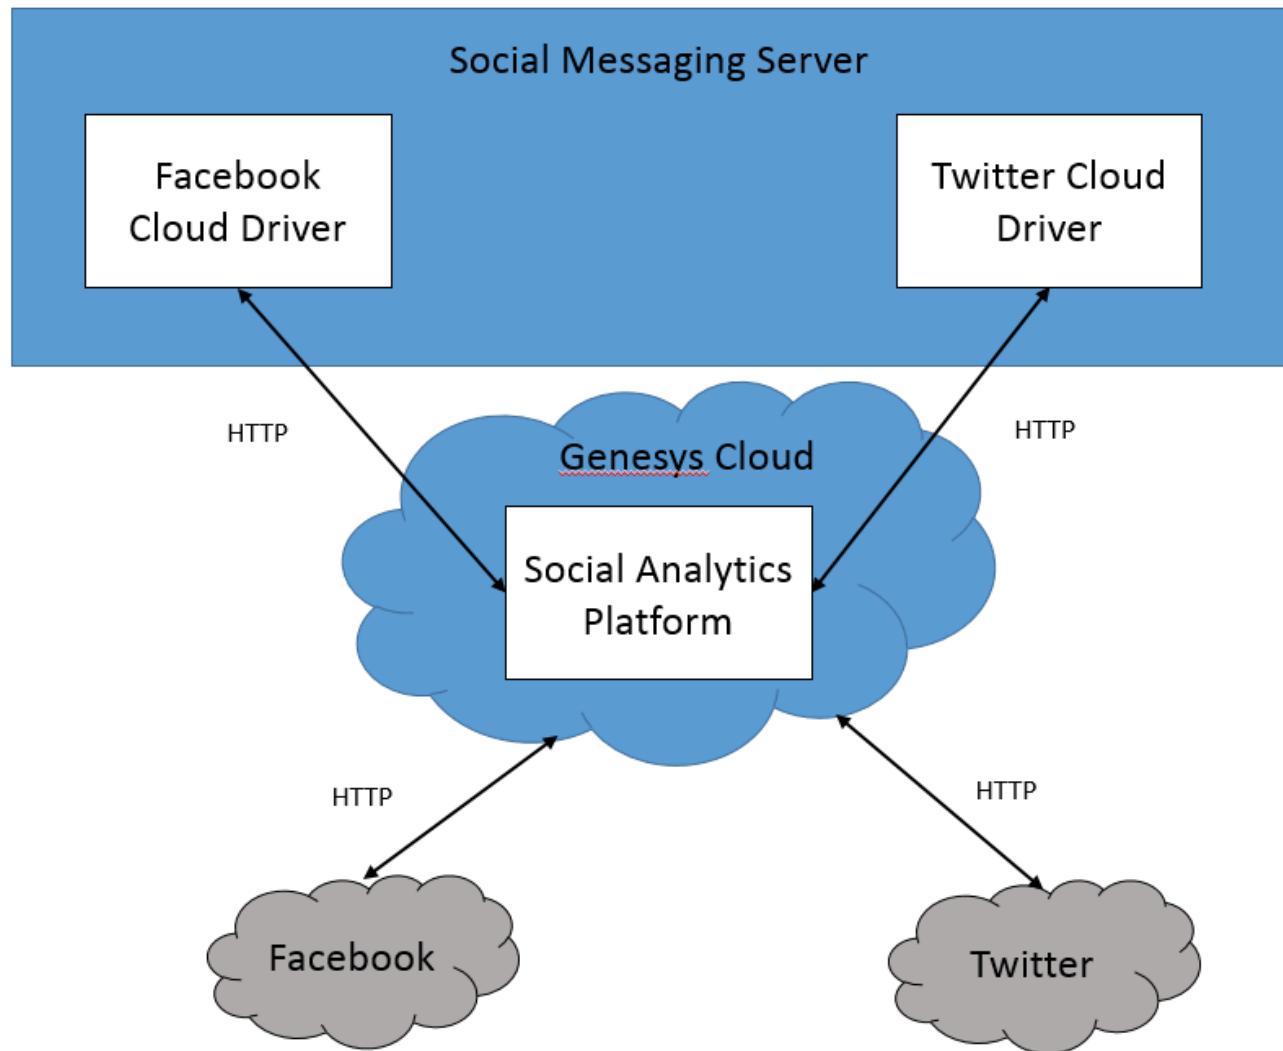 Social Messaging Server
Facebook
Cloud Driver
Twitter Cloud
Driver
HTTP
HTTP
Genesys Cloud
Social Analytics
Platform
HTTP
HTTP
Facebook
Twitter